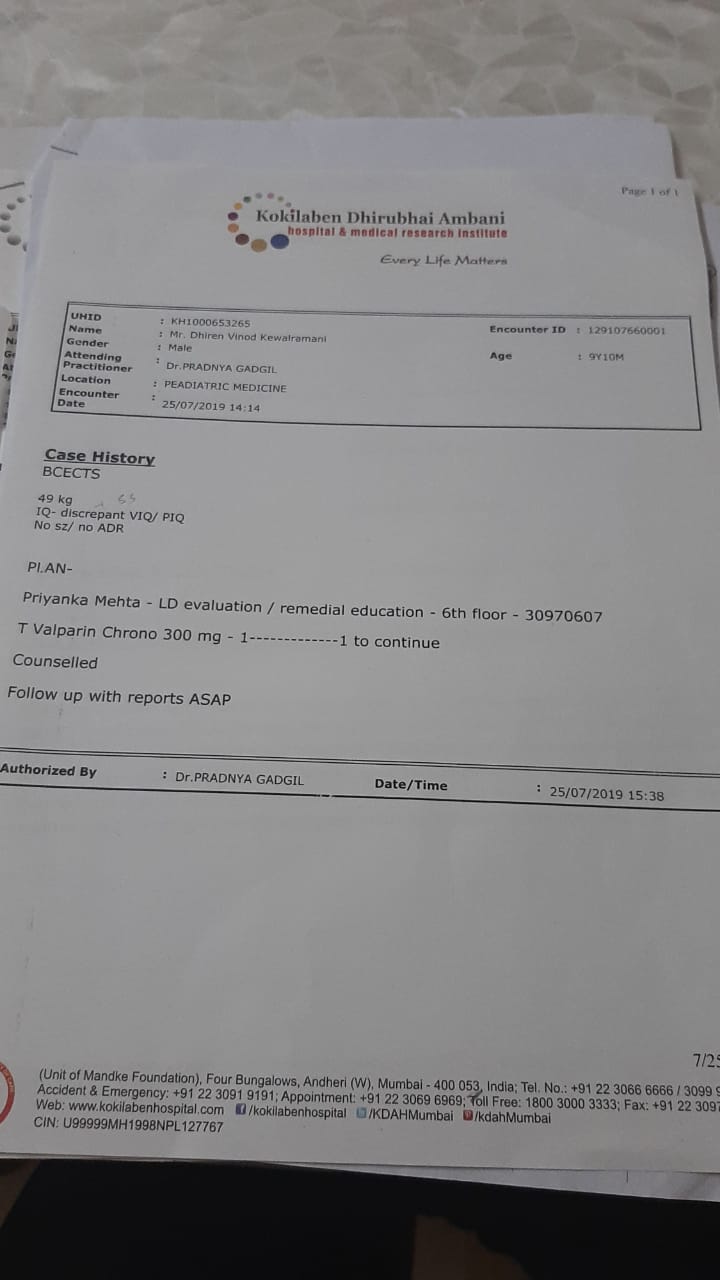 Page 1 of 1
Kokilaben Dhirubhai Ambani
hospital & medical research institute
Every Life Matters
UHID : KH1000653265 Encounter ID : 129107660001
Name : Mr. Dhiren Vinod Kewalramani
Gender : Male Age : 9Y10M
Attending Practitioner : Dr.PRADNYA GADGIL
Location : PEADIATRIC MEDICINE
Encounter Date : 25/07/2019 14:14
Case History
BCECTS
49 kg
IQ- discrepant VIQ/ PIQ
No sz/ no ADR
PLAN-
Priyanka Mehta - LD evaluation / remedial education - 6th floor - 30970607
T Valparin Chrono 300 mg - 1-------------1 to continue
Counselled
Follow up with reports ASAP
Authorized By : Dr.PRADNYA GADGIL Date/Time : 25/07/2019 15:38
7/25
(Unit of Mandke Foundation), Four Bungalows, Andheri (W), Mumbai - 400 053, India; Tel. No.: +91 22 3066 6666 / 3099 9
Accident & Emergency: +91 22 3091 9191; Appointment: +91 22 3069 6969; Toll Free: 1800 3000 3333; Fax: +91 22 3097
Web: www.kokilabenhospital.com /kokilabenhospital /KDAHMumbai /kdahMumbai
CIN: U99999MH1998NPL127767